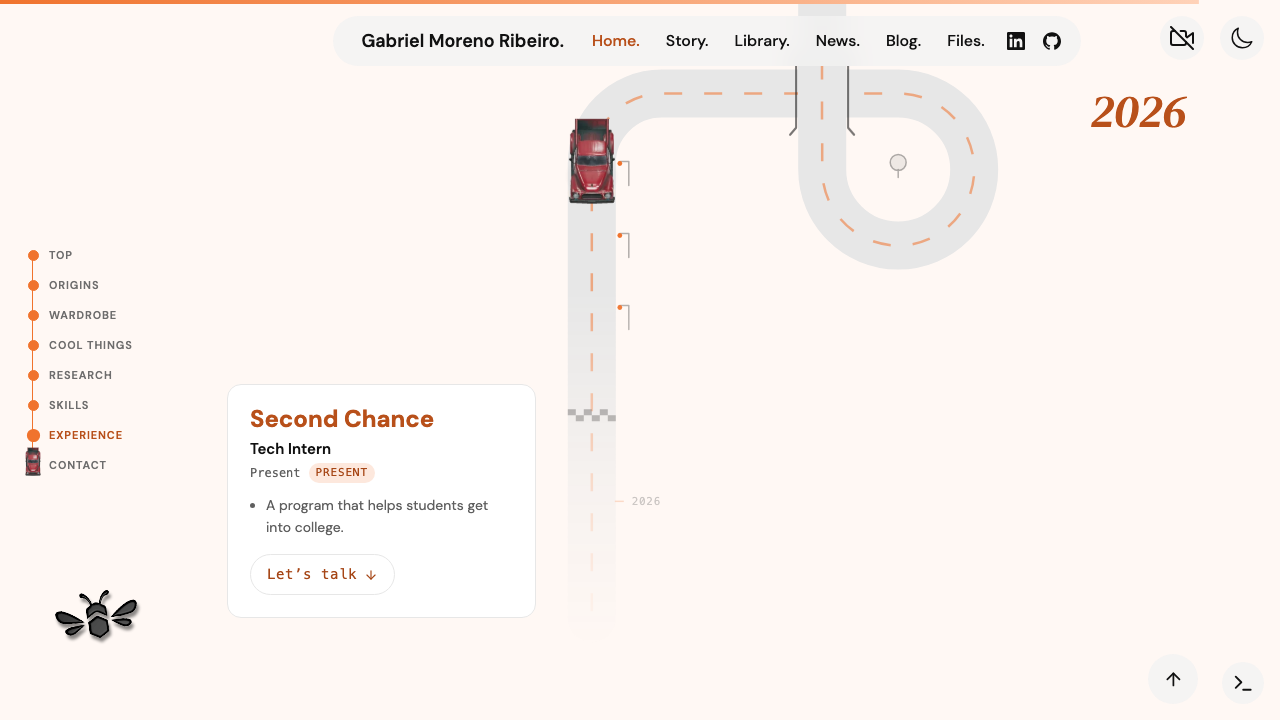 Gabriel Moreno Ribeiro.
Home.
Story.
Library.
News.
Blog.
Files.
2026
TOP
ORIGINS
WARDROBE
COOL THINGS
RESEARCH
SKILLS
EXPERIENCE
CONTACT
Second Chance
Tech Intern
Present PRESENT
A program that helps students get
into college.
Let’s talk ↓
2026